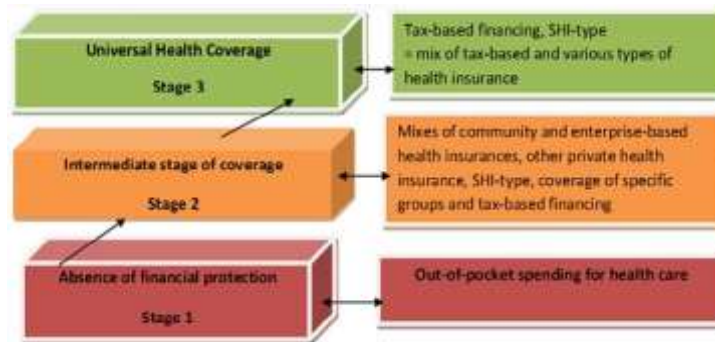 Universal Health Coverage
Stage 3
Tax-based financing, SHI-type
= mix of tax-based and various types of
health insurance
Intermediate stage of coverage
Stage 2
Mixes of community and enterprise-based
health insurances, other private health
insurance, SHI-type, coverage of specific
groups and tax-based financing
Absence of financial protection
Stage 1
Out-of-pocket spending for health care